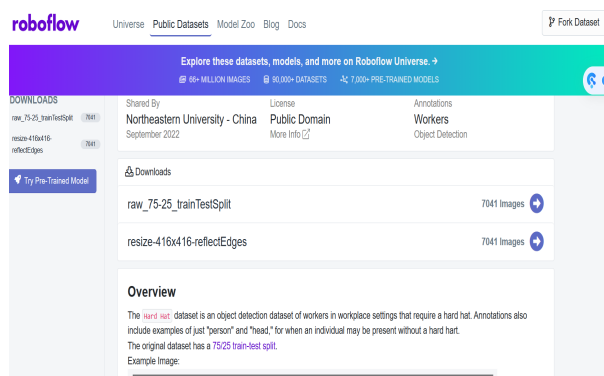 roboflow
Universe Public Datasets Model Zoo Blog Docs
Fork Dataset
Explore these datasets, models, and more on Roboflow Universe.→
66+ MILLION IMAGES 90,000+ DATASETS 7,000+ PRE-TRAINED MODELS
DOWNLOADS
raw_75-25_trainTestSplit 7041
resize-416x416-
reflectEdges 7041
Try Pre-Trained Model
Shared By
Northeastern University - China
September 2022
License
Public Domain
More Info
Annotations
Workers
Object Detection
Downloads
raw_75-25_trainTestSplit 7041 Images
resize-416x416-reflectEdges 7041 Images
Overview
The Hard Hat dataset is an object detection dataset of workers in workplace settings that require a hard hat. Annotations also
include examples of just "person" and "head," for when an individual may be present without a hard hart.
The original dataset has a 75/25 train-test split.
Example Image: